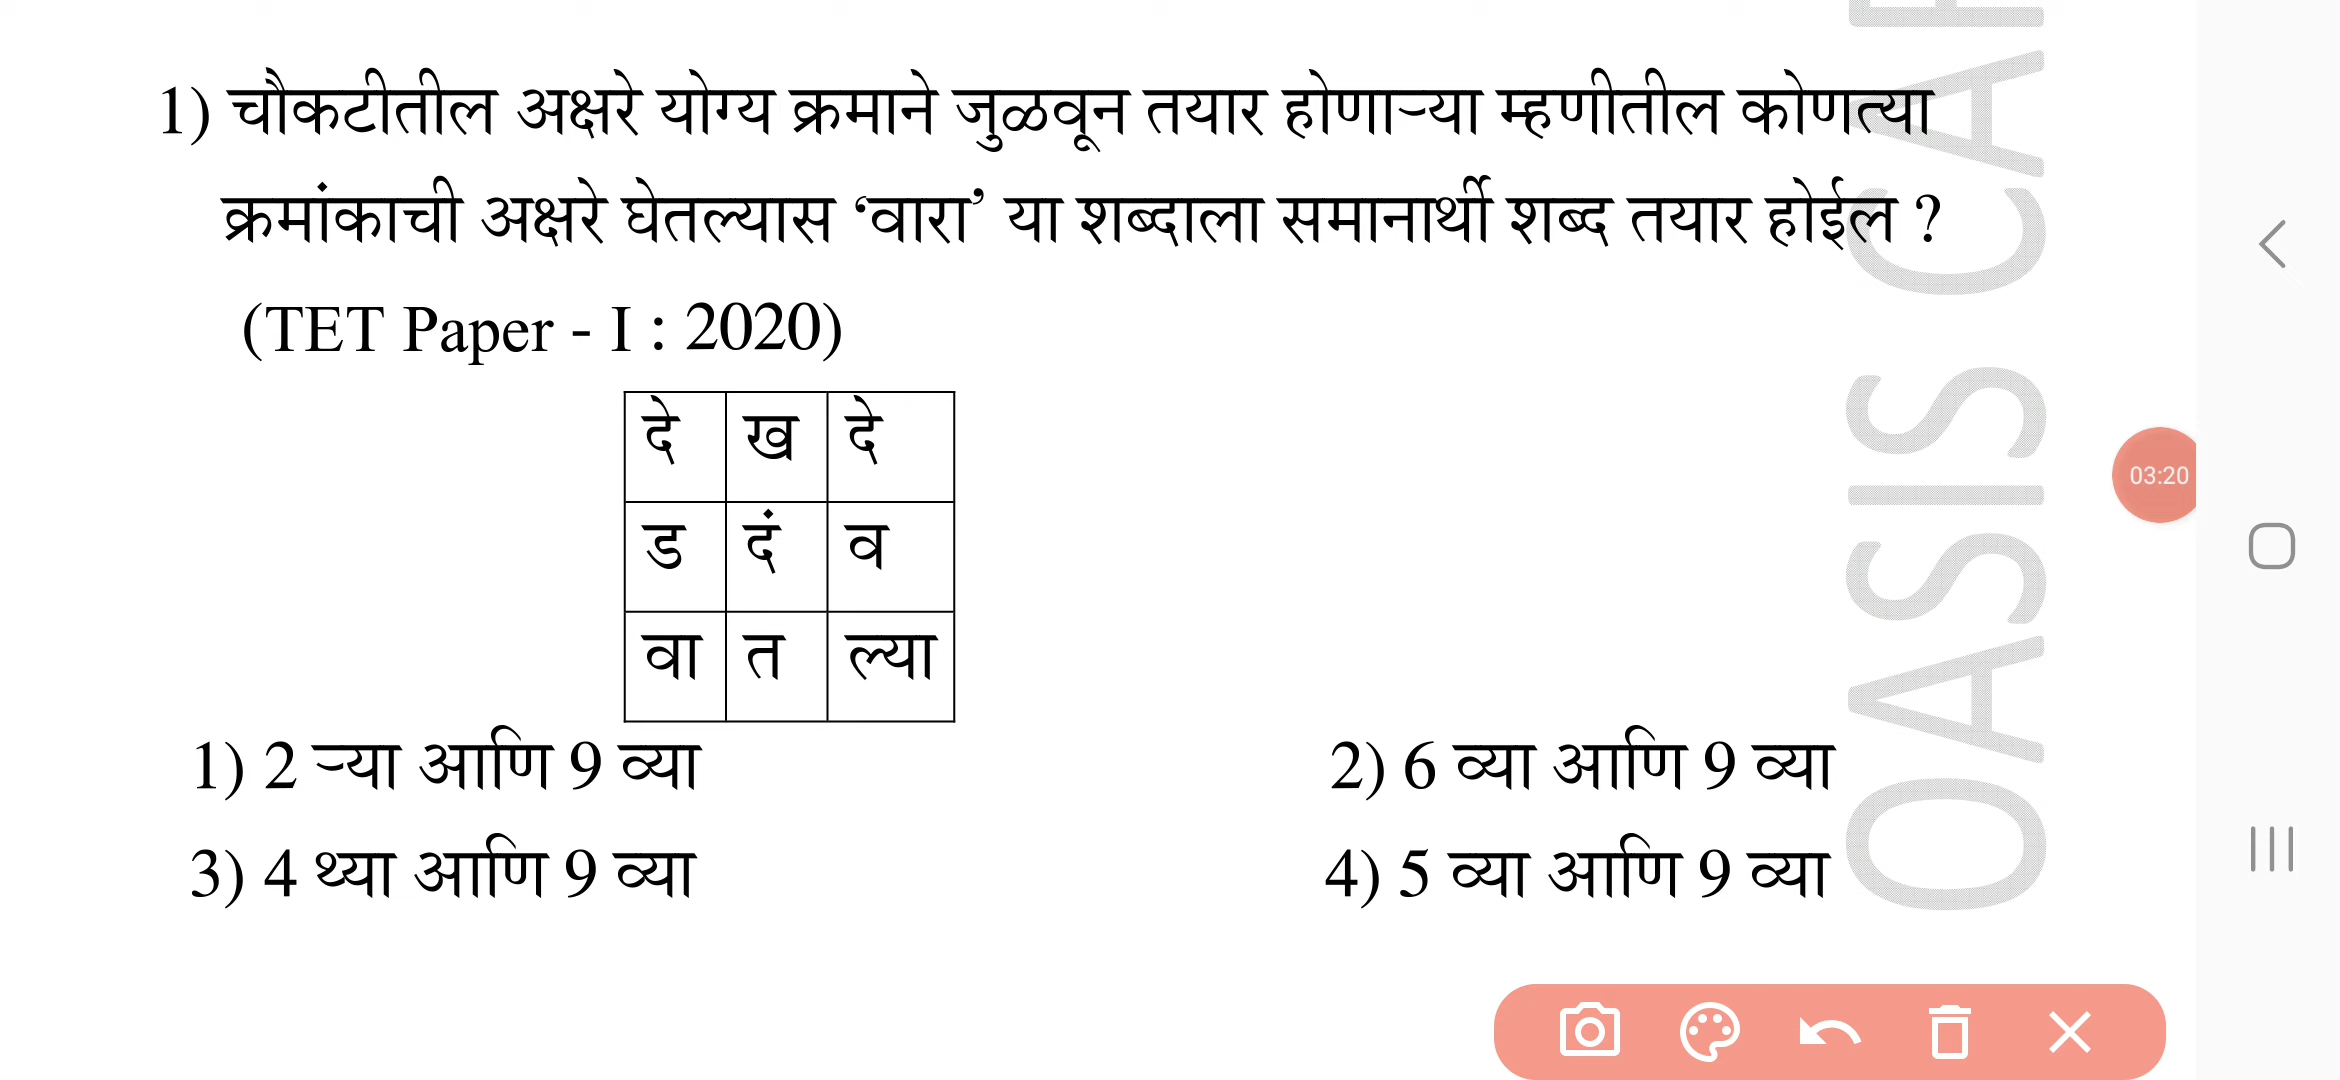 1) चौकटीतील अक्षरे योग्य क्रमाने जुळवून तयार होणाऱ्या म्हणीतील कोणत्या
क्रमांकाची अक्षरे घेतल्यास ‘वारा’ या शब्दाला समानार्थी शब्द तयार होईल ?
(TET Paper - I : 2020)
दे ख दे
ड दं व
वा त ल्या
1) 2 ऱ्या आणि 9 व्या 2) 6 व्या आणि 9 व्या
3) 4 थ्या आणि 9 व्या 4) 5 व्या आणि 9 व्या
03:20